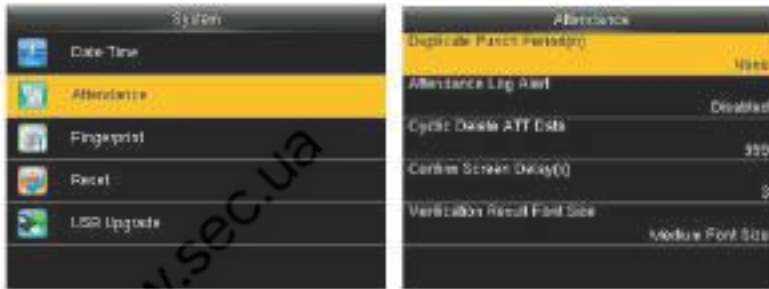 System
Date Time
Attendance
Fingerprint
Reset
USB Upgrade
Attendance
Duplicate Punch Period(m)
None
Attendance Log Alert
Disabled
Cyclic Delete ATT Data
999
Confirm Screen Delay(s)
3
Verification Result Font Size
Medium Font Size
w.sec.ua